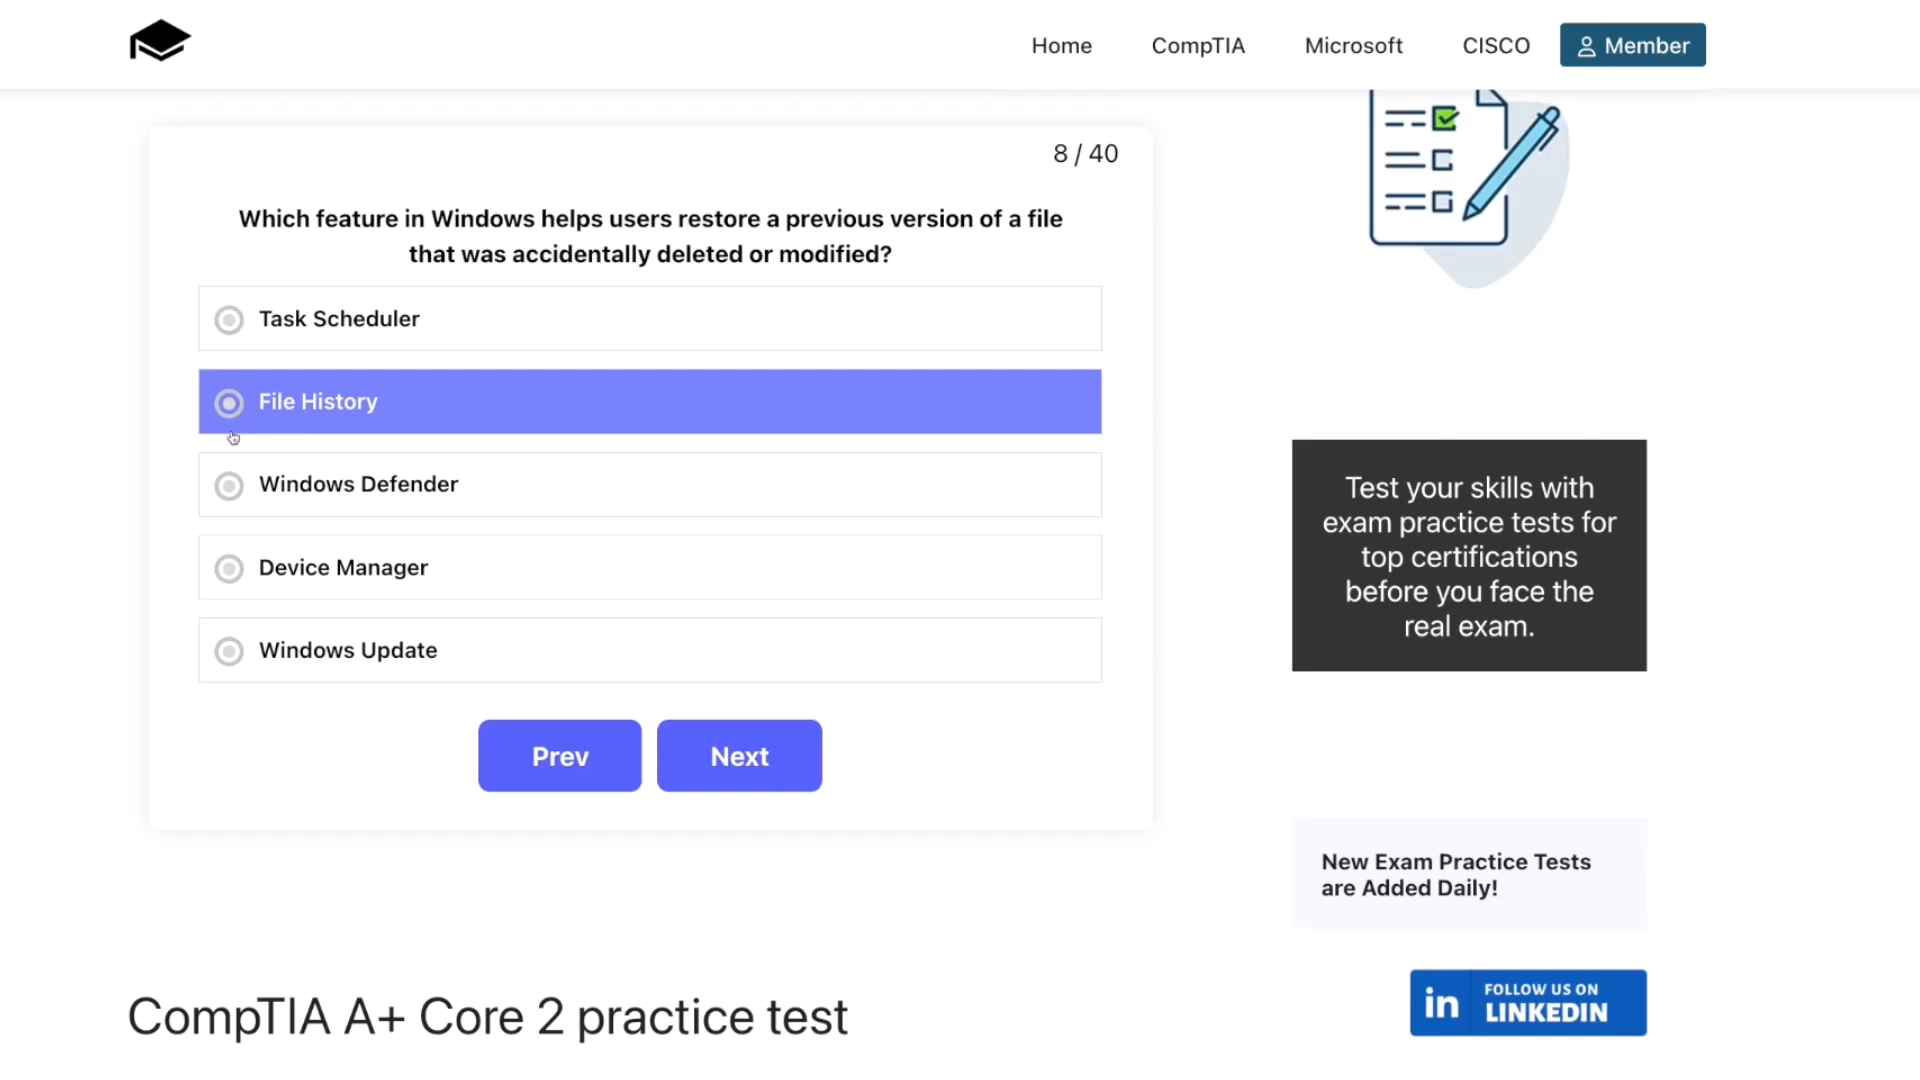 Home CompTIA Microsoft CISCO Member
8 / 40
Which feature in Windows helps users restore a previous version of a file
that was accidentally deleted or modified?
Task Scheduler
File History
Windows Defender
Device Manager
Windows Update
Prev Next
Test your skills with
exam practice tests for
top certifications
before you face the
real exam.
New Exam Practice Tests
are Added Daily!
CompTIA A+ Core 2 practice test
in FOLLOW US ON
LINKEDIN